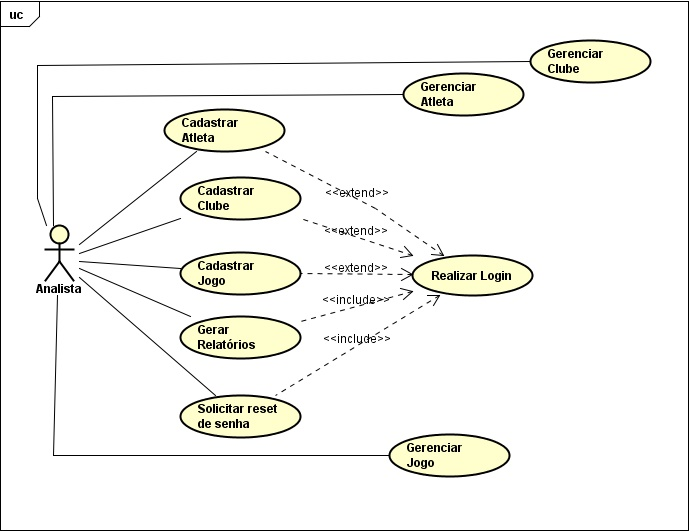 uc
Gerenciar
Clube
Gerenciar
Atleta
Cadastrar
Atleta
<<extend>>
Cadastrar
Clube
<<extend>>
Analista
Cadastrar
Jogo
<<extend>>
Realizar Login
<<include>>
Gerar
Relatórios
<<include>>
Solicitar reset
de senha
Gerenciar
Jogo